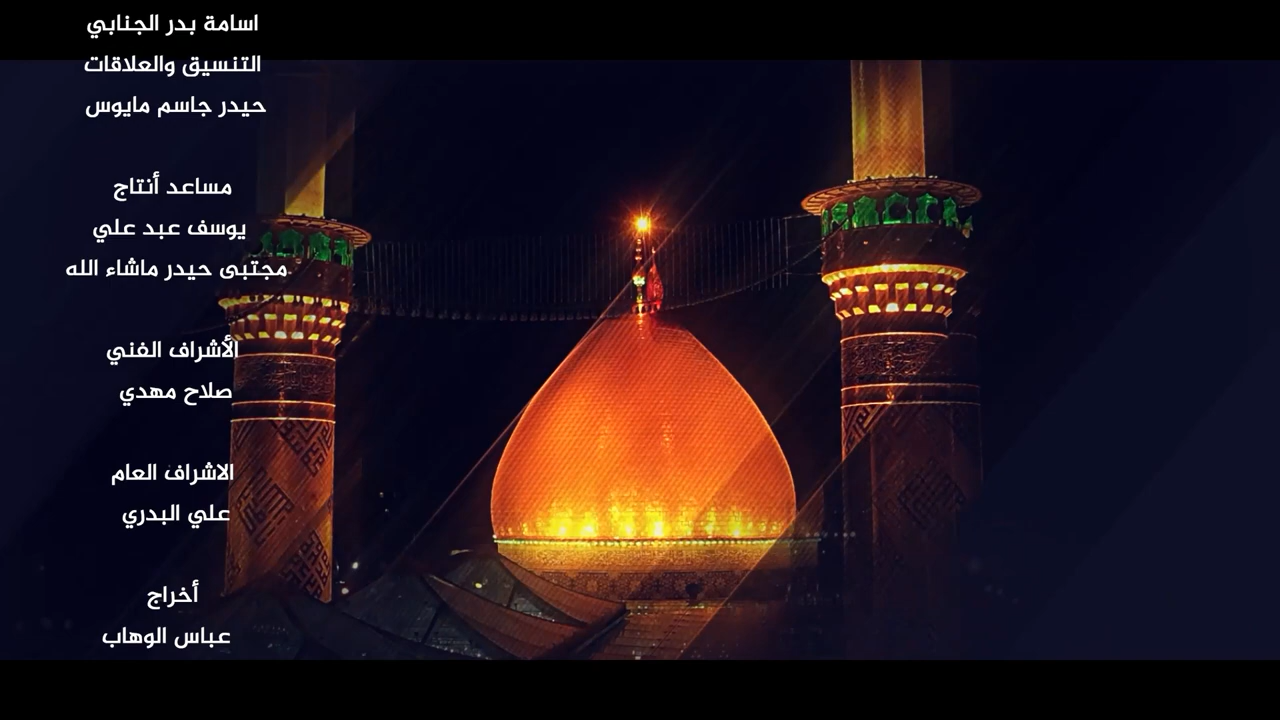 اسامة بدر الجنابي
التنسيق والعلاقات
حيدر جاسم مايوس
مساعد أنتاج
يوسف عبد علي
مجتبى حيدر ماشاء الله
الأشراف الفني
صلاح مهدي
الاشراف العام
علي البدري
أخراج
عباس الوهاب